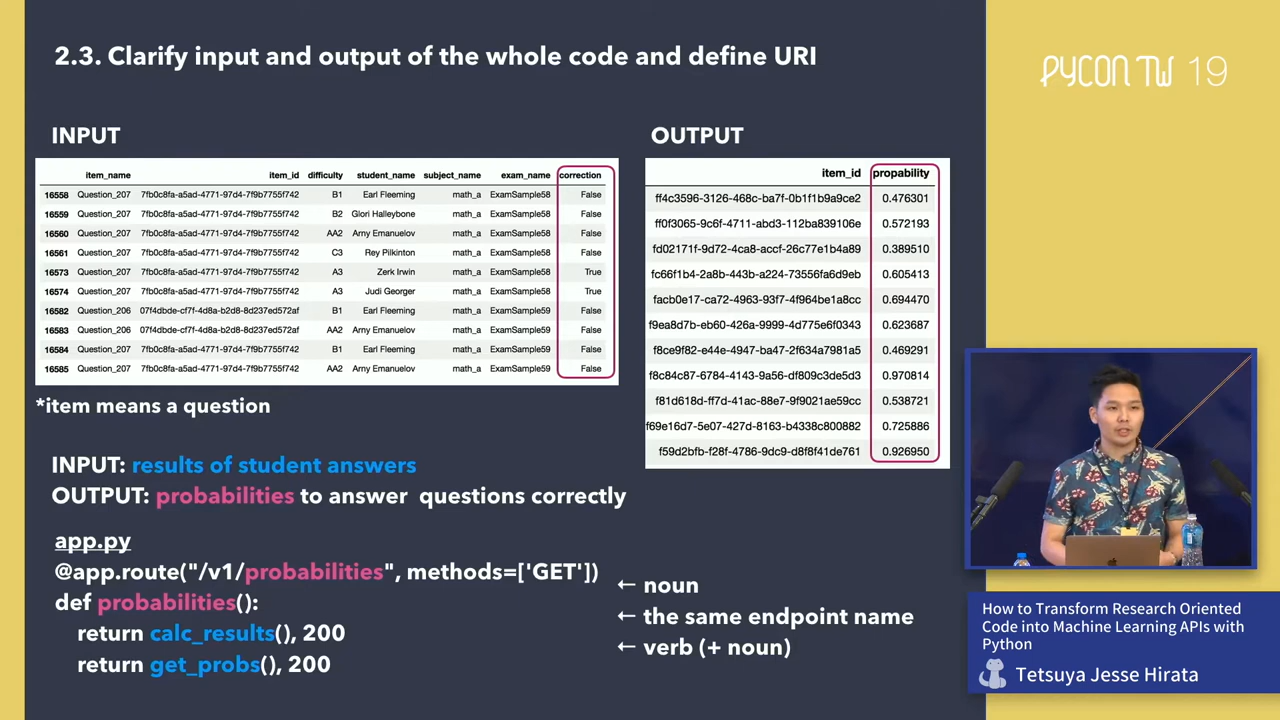 2.3. Clarify input and output of the whole code and define URI
PYCON TW 19
INPUT
item_name item_id difficulty student_name subject_name exam_name correction
16558 Question_207 7fb0c8fa-a5ad-4771-97d4-7f9b7755f742 B1 Earl Fleeming math_a ExamSample58 False
16559 Question_207 7fb0c8fa-a5ad-4771-97d4-7f9b7755f742 B2 Glori Halleybone math_a ExamSample58 False
16560 Question_207 7fb0c8fa-a5ad-4771-97d4-7f9b7755f742 AA2 Arny Emanuelov math_a ExamSample58 False
16561 Question_207 7fb0c8fa-a5ad-4771-97d4-7f9b7755f742 C3 Rey Pilkinton math_a ExamSample58 False
16573 Question_207 7fb0c8fa-a5ad-4771-97d4-7f9b7755f742 A3 Zerk Irwin math_a ExamSample58 True
16574 Question_207 7fb0c8fa-a5ad-4771-97d4-7f9b7755f742 A3 Judi Georger math_a ExamSample58 True
16582 Question_206 07f4dbde-cf7f-4d8a-b2d8-8d237ed572af B1 Earl Fleeming math_a ExamSample59 False
16583 Question_206 07f4dbde-cf7f-4d8a-b2d8-8d237ed572af AA2 Arny Emanuelov math_a ExamSample59 False
16584 Question_207 7fb0c8fa-a5ad-4771-97d4-7f9b7755f742 B1 Earl Fleeming math_a ExamSample59 False
16585 Question_207 7fb0c8fa-a5ad-4771-97d4-7f9b7755f742 AA2 Arny Emanuelov math_a ExamSample59 False
*item means a question
OUTPUT
item_id propability
ff4c3596-3126-468c-ba7f-0b1f1b9a9ce2 0.476301
ff0f3065-9c6f-4711-abd3-112ba839106e 0.572193
fd02171f-9d72-4ca8-accf-26c77e1b4a89 0.389510
fc66f1b4-2a8b-443b-a224-73556fa6d9eb 0.605413
facb0e17-ca72-4963-93f7-4f964be1a8cc 0.694470
f9ea8d7b-eb60-426a-9999-4d775e6f0343 0.623687
f8ce9f82-e44e-4947-ba47-2f634a7981a5 0.469291
f8c84c87-6784-4143-9a56-df809c3de5d3 0.970814
f81d618d-ff7d-41ac-88e7-9f9021ae59cc 0.538721
f69e16d7-5e07-427d-8163-b4338c800882 0.725886
f59d2bfb-f28f-4786-9dc9-d8f8f41de761 0.926950
INPUT: results of student answers
OUTPUT: probabilities to answer questions correctly
app.py
@app.route("/v1/probabilities", methods=['GET']) ← noun
def probabilities(): ← the same endpoint name
return calc_results(), 200 ← verb (+ noun)
return get_probs(), 200
How to Transform Research Oriented
Code into Machine Learning APIs with
Python
Tetsuya Jesse Hirata